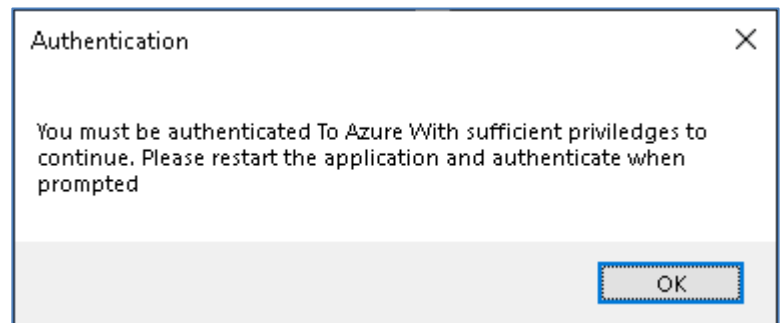 Authentication
You must be authenticated To Azure With sufficient priviledges to
continue. Please restart the application and authenticate when
prompted
OK